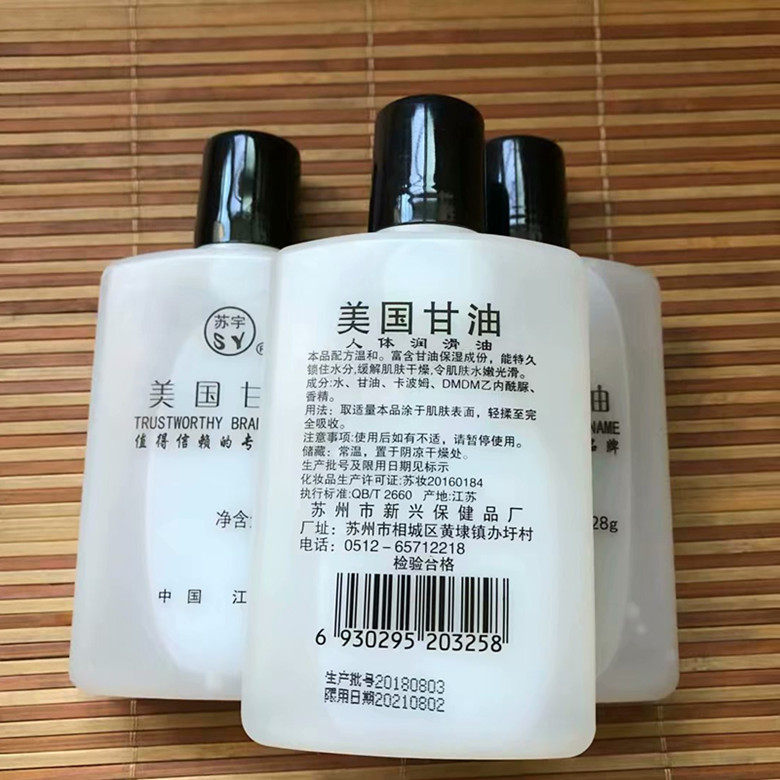 苏宇
SY®
美国甘
TRUSTWORTHY BRA
值得信赖的专
净含
中国 江
美国甘油
人体润滑油
本品配方温和。富含甘油保湿成份，能特久
锁住水分,缓解肌肤干燥,令肌肤水嫩光滑。
成分:水、甘油、卡波姆、DMDM乙内酰脲、
香精。
用法：取适量本品涂于肌肤表面，轻揉至完
全吸收。
注意事项:使用后如有不适，请暂停使用。
储藏：常温，置于阴凉干燥处。
生产批号及限用日期见标示
化妆品生产许可证:苏妆20160184
执行标准:QB/T 2660 产地:江苏
苏州市新兴保健品厂
厂址：苏州市相城区黄埭镇办圩村
电话：0512－65712218
检验合格
6 930295 203258
生产批号20180803
限用日期20210802
油
NAME
品牌
28g